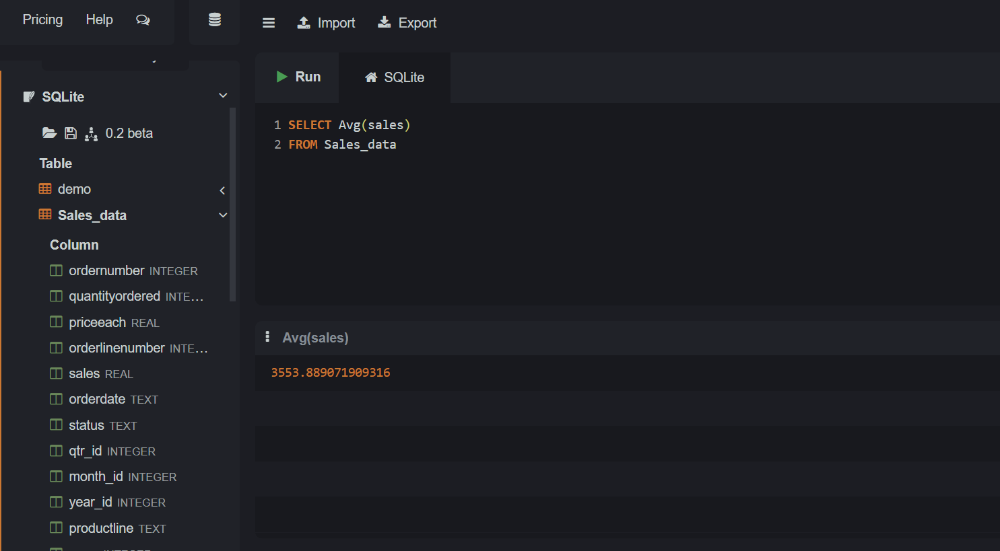 Pricing Help
Import Export
Run SQLite
SQLite
0.2 beta
Table
demo
Sales_data
Column
ordernumber INTEGER
quantityordered INTE...
priceeach REAL
orderlinenumber INTE...
sales REAL
orderdate TEXT
status TEXT
qtr_id INTEGER
month_id INTEGER
year_id INTEGER
productline TEXT
1 SELECT Avg(sales)
2 FROM Sales_data
Avg(sales)
3553.889071909316